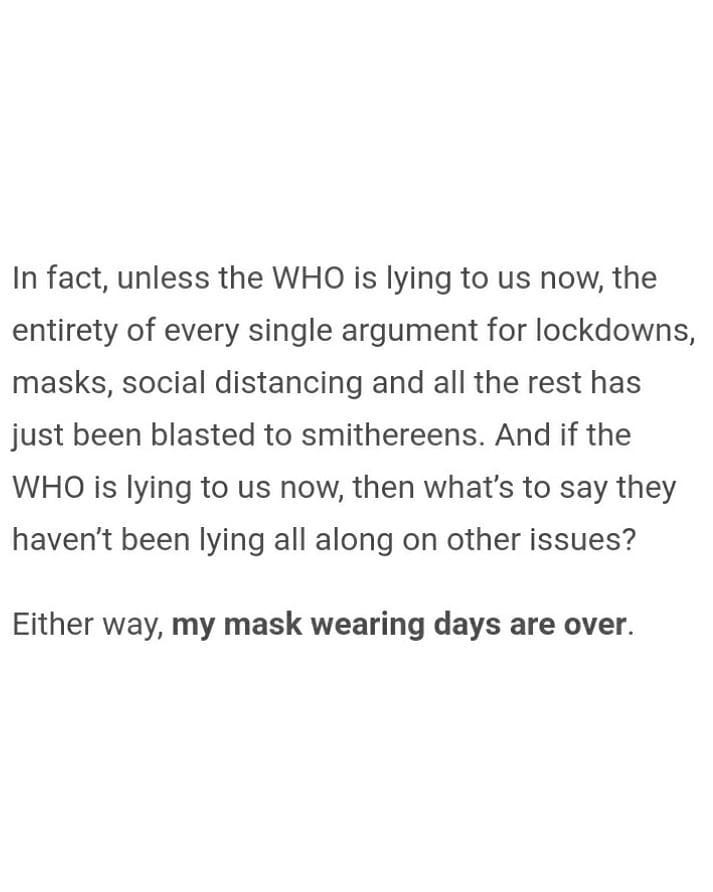 In fact, unless the WHO is lying to us now, the
entirety of every single argument for lockdowns,
masks, social distancing and all the rest has
just been blasted to smithereens. And if the
WHO is lying to us now, then what’s to say they
haven’t been lying all along on other issues?
Either way, my mask wearing days are over.